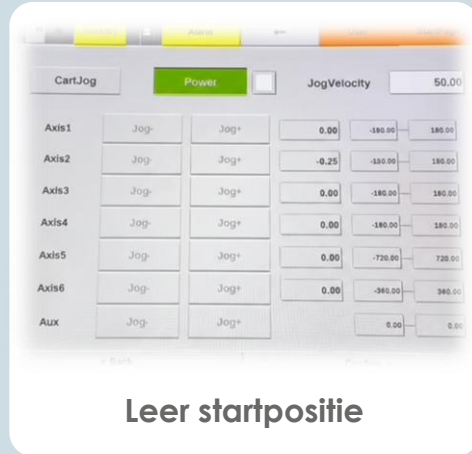 Alarm
CartJog Power JogVelocity 50.00
Axis1 Jog- Jog+ 0.00 -180.00 180.00
Axis2 Jog- Jog+ -0.25 180.00
Axis3 Jog- Jog+ 0.00 -180.00 180.00
Axis4 Jog- Jog+ 0.00 -180.00 180.00
Axis5 Jog- Jog+ 0.00 -720.00 720.00
Axis6 Jog- Jog+ 0.00 -360.00 360.00
Aux Jog- Jog+ 0.00 0.00
Leer startpositie